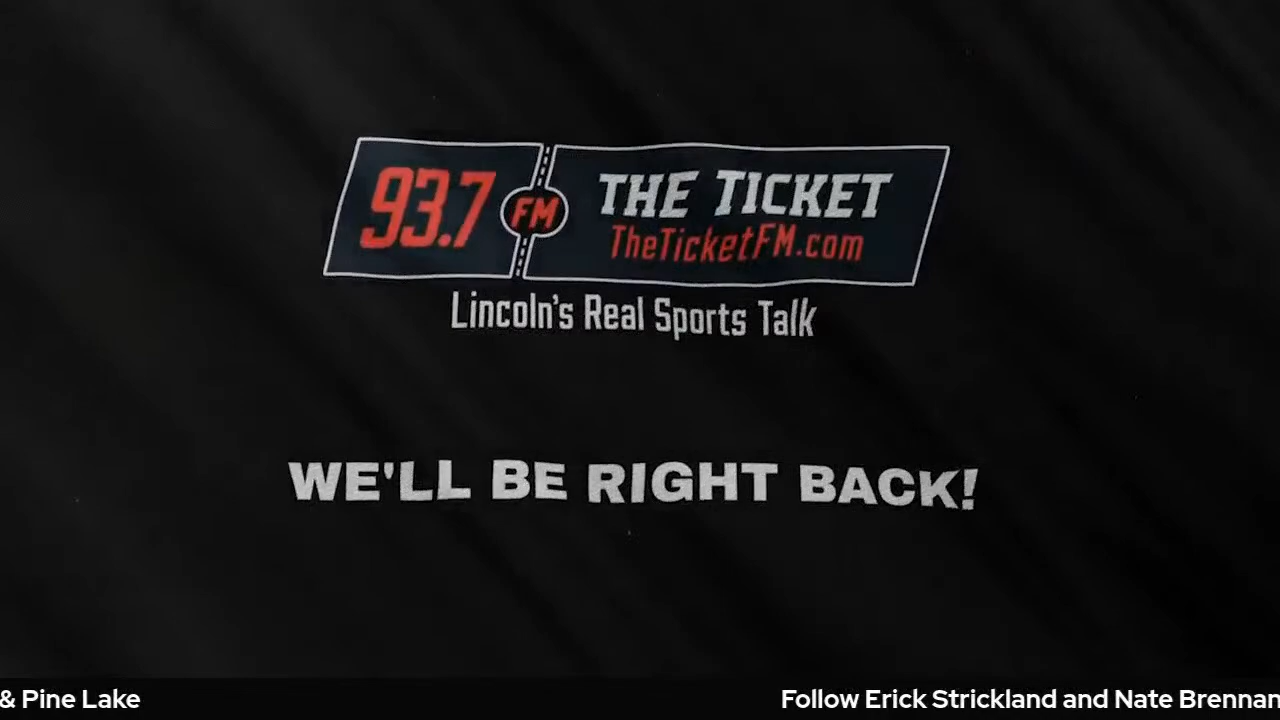 93.7 FM THE TICKET
TheTicketFM.com
Lincoln's Real Sports Talk
WE'LL BE RIGHT BACK!
& Pine Lake
Follow Erick Strickland and Nate Brennan